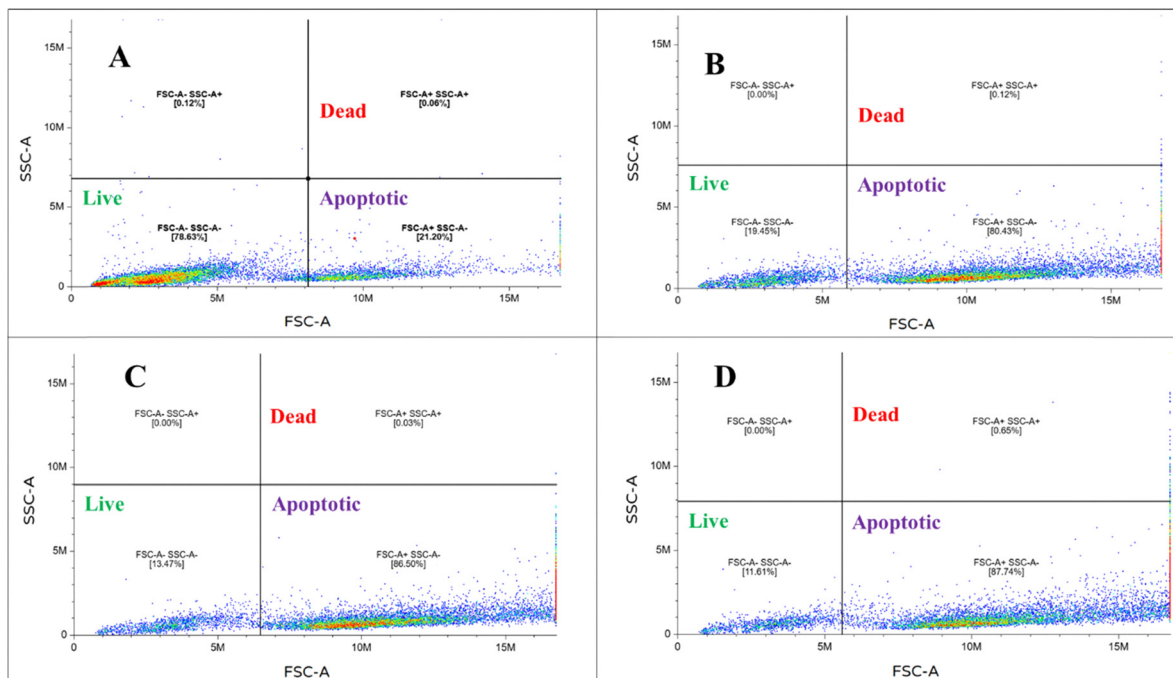 A
15M
10M
5M
0
SSC-A
FSC-A- SSC-A+
[0.12%]
FSC-A+ SSC-A+
[0.06%]
Dead
Live
Apoptotic
FSC-A- SSC-A-
[78.63%]
FSC-A+ SSC-A-
[21.20%]
0
5M
10M
15M
FSC-A
B
15M
10M
5M
0
SSC-A
FSC-A- SSC-A+
[0.00%]
FSC-A+ SSC-A+
[0.12%]
Dead
Live
Apoptotic
FSC-A- SSC-A-
[19.45%]
FSC-A+ SSC-A-
[80.43%]
0
5M
10M
15M
FSC-A
C
15M
10M
5M
0
SSC-A
FSC-A- SSC-A+
[0.00%]
FSC-A+ SSC-A+
[0.03%]
Dead
Live
Apoptotic
FSC-A- SSC-A-
[13.47%]
FSC-A+ SSC-A-
[86.50%]
0
5M
10M
15M
FSC-A
D
15M
10M
5M
0
SSC-A
FSC-A- SSC-A+
[0.00%]
FSC-A+ SSC-A+
[0.65%]
Dead
Live
Apoptotic
FSC-A- SSC-A-
[11.61%]
FSC-A+ SSC-A-
[87.74%]
0
5M
10M
15M
FSC-A